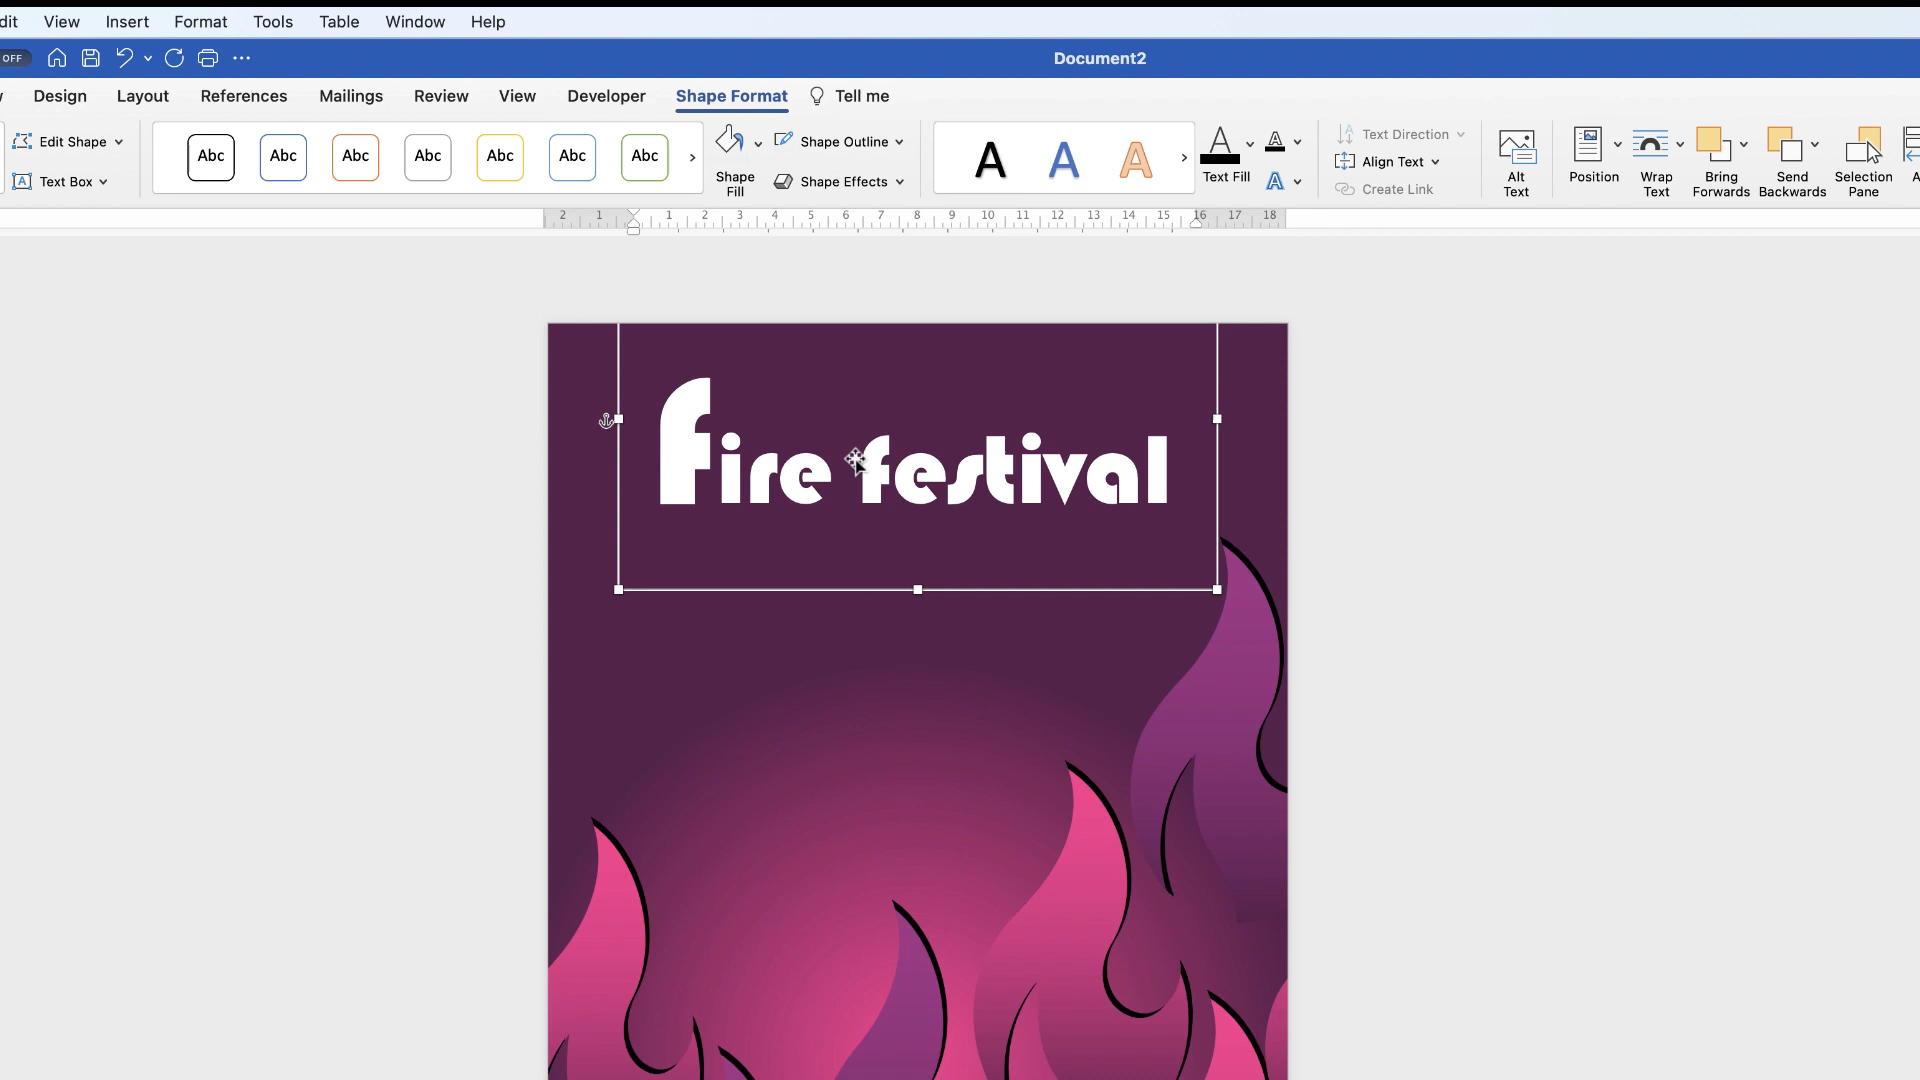 dit View Insert Format Tools Table Window Help
OFF Document2
Design Layout References Mailings Review View Developer Shape Format Tell me
Edit Shape Abc Abc Abc Abc Abc Abc Abc Shape Fill Shape Outline A A A Text Fill Text Direction Align Text Create Link Alt Text Position Wrap Text Bring Forwards Send Backwards Selection Pane A
Text Box Shape Effects
2 1 1 2 3 4 5 6 7 8 9 10 11 12 13 14 15 16 17 18
Fire festival